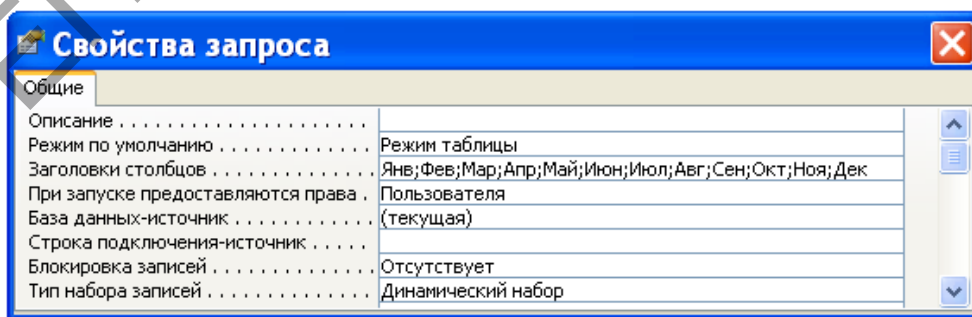 Свойства запроса
Общие
Описание . . . . . . . . . . . . . . . . . . . . . .
Режим по умолчанию . . . . . . . . . . . . . Режим таблицы
Заголовки столбцов . . . . . . . . . . . . . . . Янв;Фев;Мар;Апр;Май;Июн;Июл;Авг;Сен;Окт;Ноя;Дек
При запуске предоставляются права . Пользователя
База данных-источник . . . . . . . . . . . . (текущая)
Строка подключения-источник . . . . .
Блокировка записей . . . . . . . . . . . . . . . Отсутствует
Тип набора записей . . . . . . . . . . . . . . Динамический набор